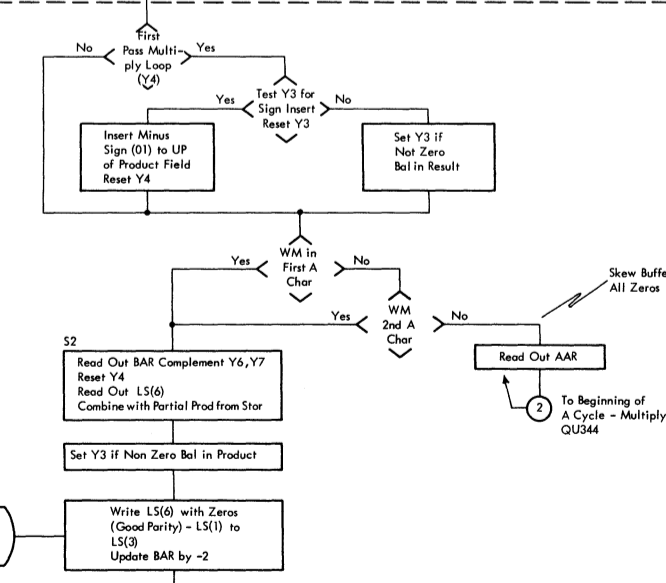 First
Pass Multi-
ply Loop
(Y4)
No
Yes
Test Y3 for
Sign Insert
Reset Y3
Yes
No
Insert Minus
Sign (01) to UP
of Product Field
Reset Y4
Set Y3 if
Not Zero
Bal in Result
WM in
First A
Char
Yes
No
WM
2nd A
Char
Yes
No
Skew Buffe
All Zeros
S2
Read Out BAR Complement Y6,Y7
Reset Y4
Read Out LS(6)
Combine with Partial Prod from Stor
Read Out AAR
2
To Beginning of
A Cycle - Multiply
QU344
Set Y3 if Non Zero Bal in Product
Write LS(6) with Zeros
(Good Parity) - LS(1) to
LS(3)
Update BAR by -2